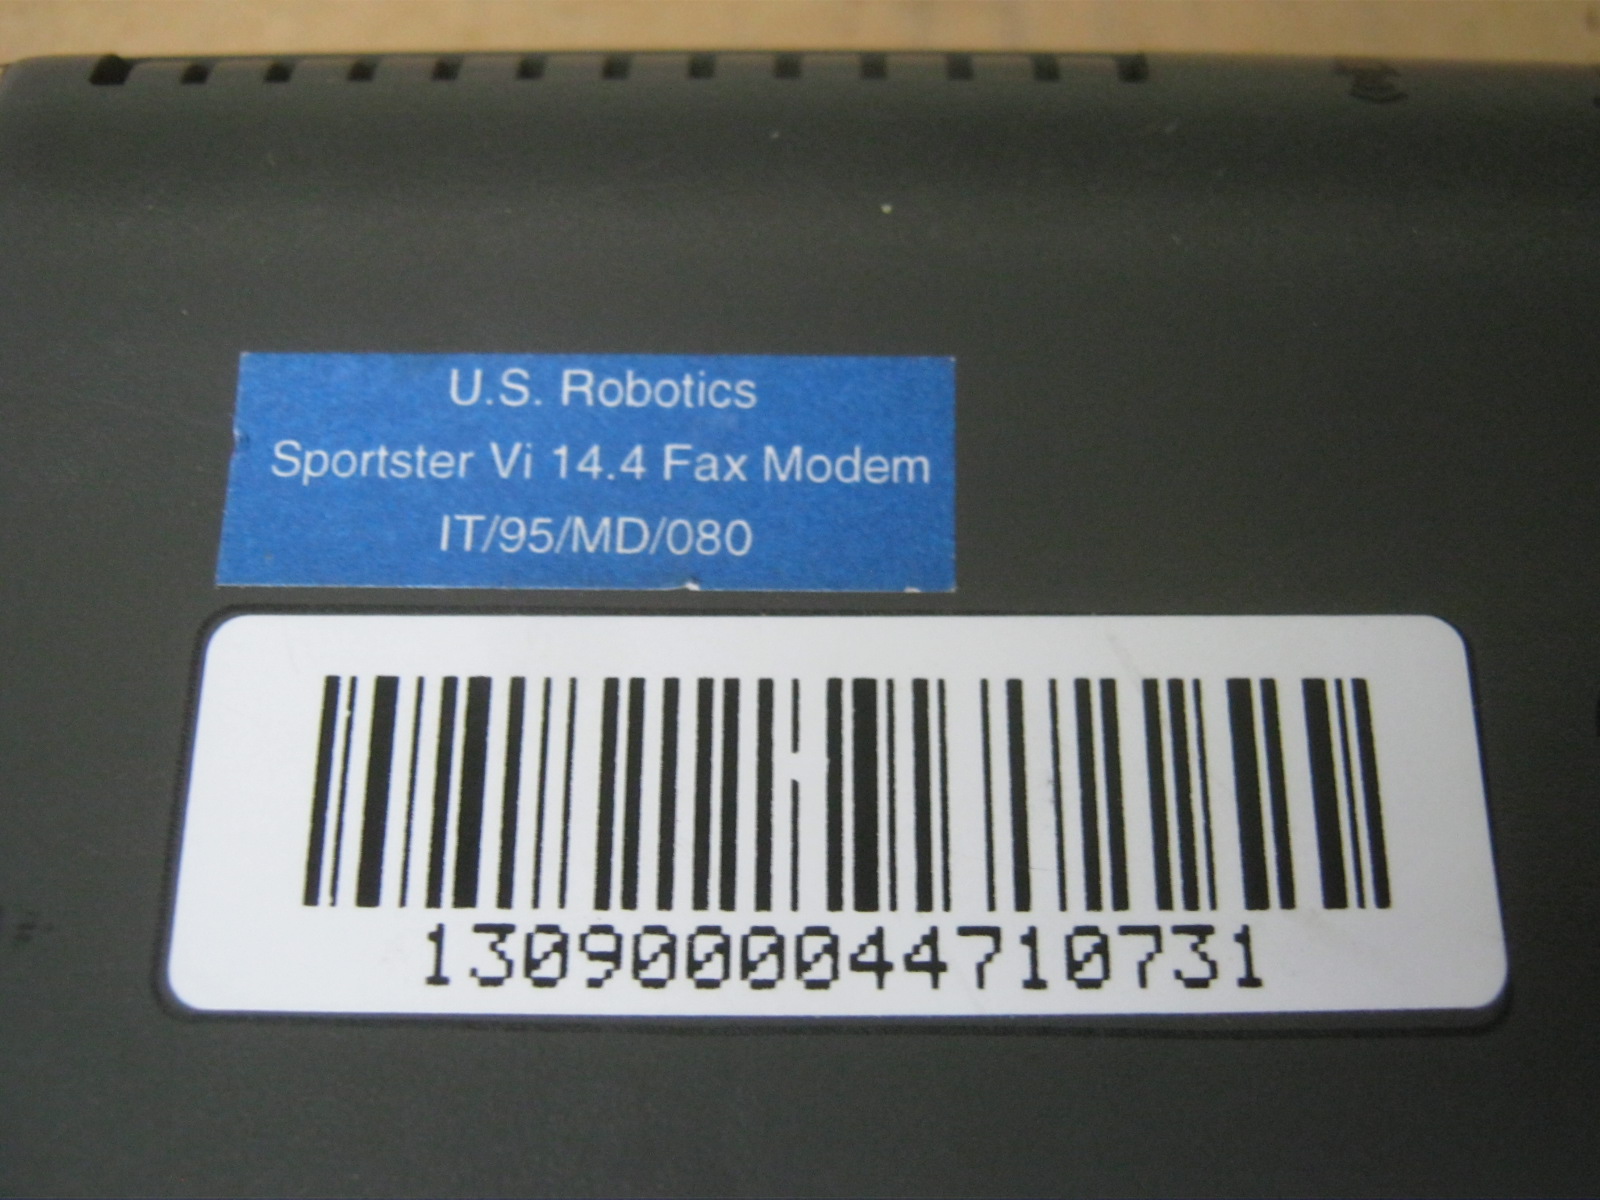 U.S. Robotics
Sportster Vi 14.4 Fax Modem
IT/95/MD/080
1309000044710731